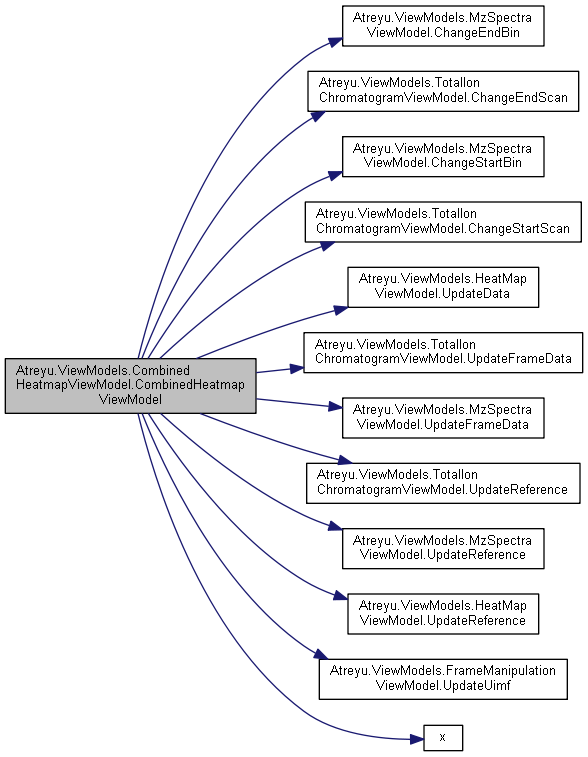 Atreyu.ViewModels.MzSpectra
ViewModel.ChangeEndBin
Atreyu.ViewModels.TotalIon
ChromatogramViewModel.ChangeEndScan
Atreyu.ViewModels.MzSpectra
ViewModel.ChangeStartBin
Atreyu.ViewModels.TotalIon
ChromatogramViewModel.ChangeStartScan
Atreyu.ViewModels.HeatMap
ViewModel.UpdateData
Atreyu.ViewModels.TotalIon
ChromatogramViewModel.UpdateFrameData
Atreyu.ViewModels.Combined
HeatmapViewModel.CombinedHeatmap
ViewModel
Atreyu.ViewModels.MzSpectra
ViewModel.UpdateFrameData
Atreyu.ViewModels.TotalIon
ChromatogramViewModel.UpdateReference
Atreyu.ViewModels.MzSpectra
ViewModel.UpdateReference
Atreyu.ViewModels.HeatMap
ViewModel.UpdateReference
Atreyu.ViewModels.FrameManipulation
ViewModel.UpdateUimf
x